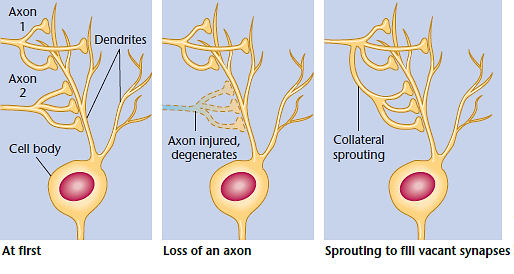 Axon
1
Dendrites
Axon
2
Cell body
At first
Axon injured,
degenerates
Loss of an axon
Collateral
sprouting
Sprouting to fill vacant synapses